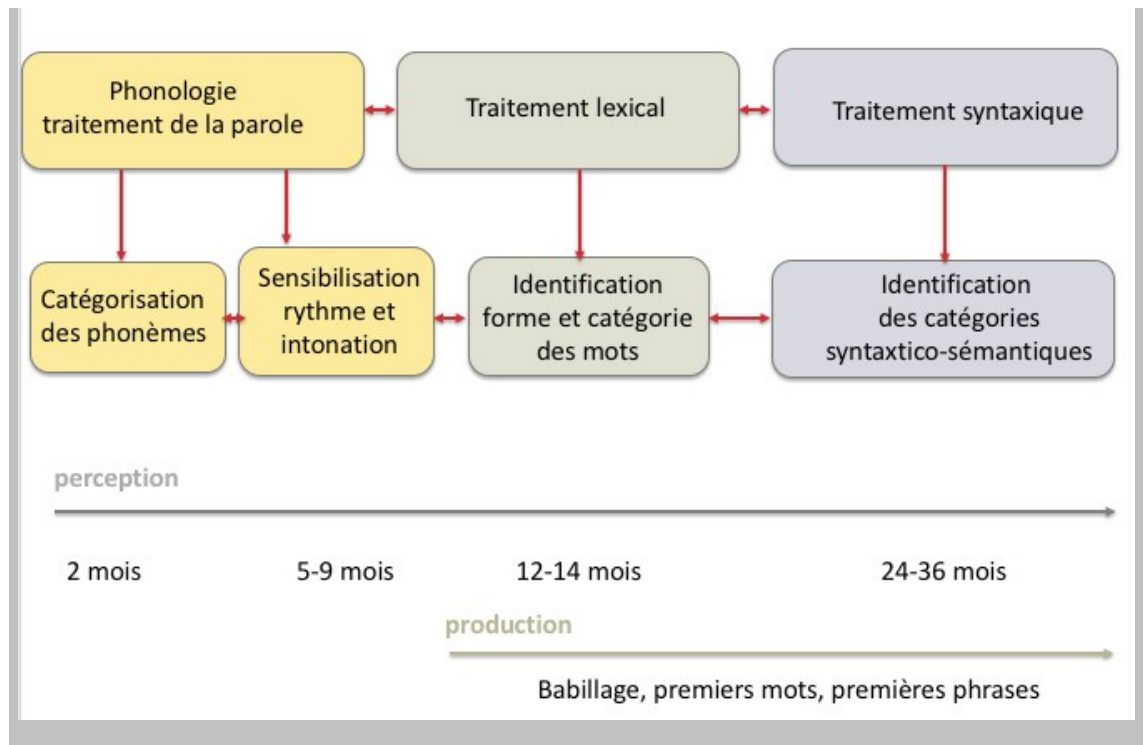 Phonologie
traitement de la parole
Traitement lexical
Traitement syntaxique
Catégorisation
des phonèmes
Sensibilisation
rythme et
intonation
Identification
forme et catégorie
des mots
Identification
des catégories
syntaxtico-sémantiques
perception
2 mois
5-9 mois
12-14 mois
24-36 mois
production
Babillage, premiers mots, premières phrases